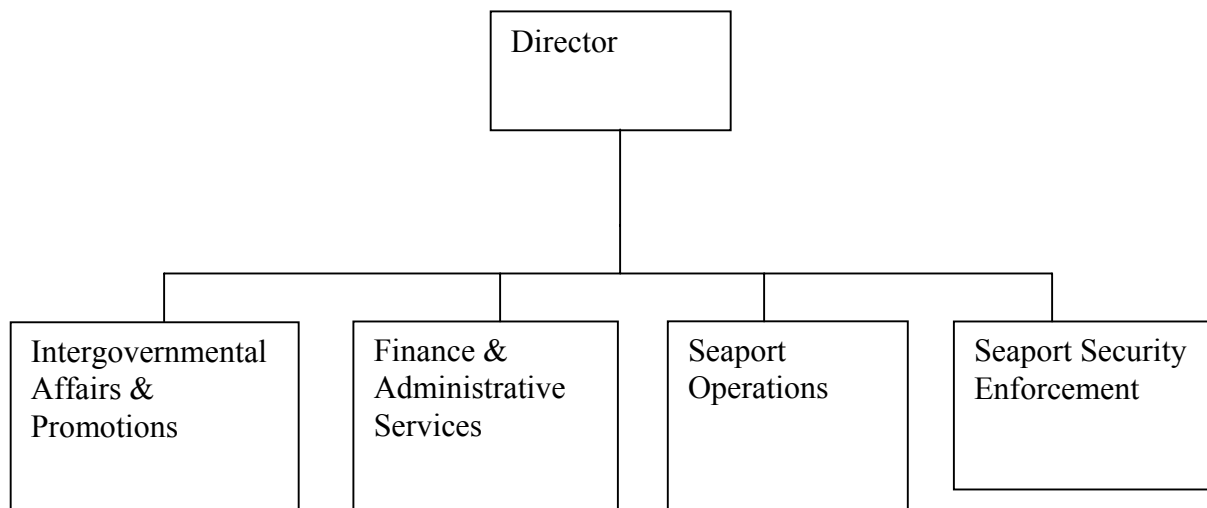 Director
Intergovernmental
Affairs &
Promotions
Finance &
Administrative
Services
Seaport
Operations
Seaport Security
Enforcement